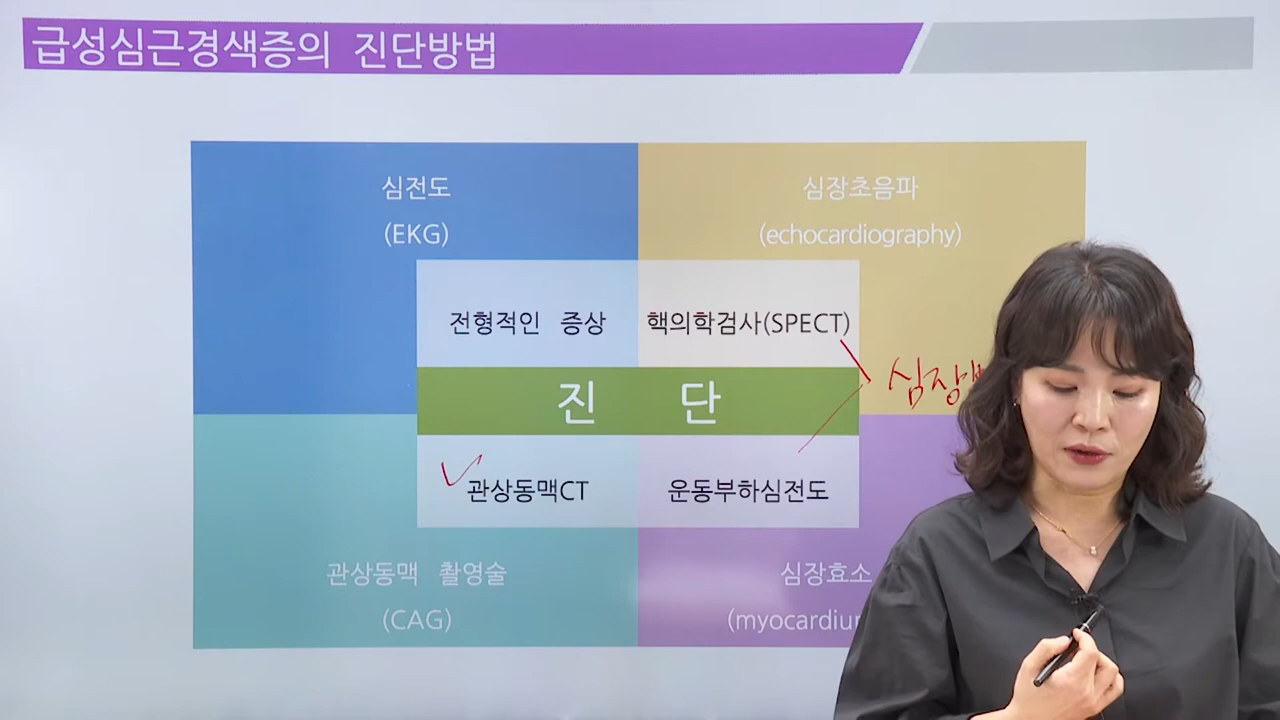 급성심근경색증의 진단방법
심전도
(EKG)
심장초음파
(echocardiography)
전형적인 증상
핵의학검사(SPECT)
진 단
관상동맥CT
운동부하심전도
관상동맥 촬영술
(CAG)
심장효소